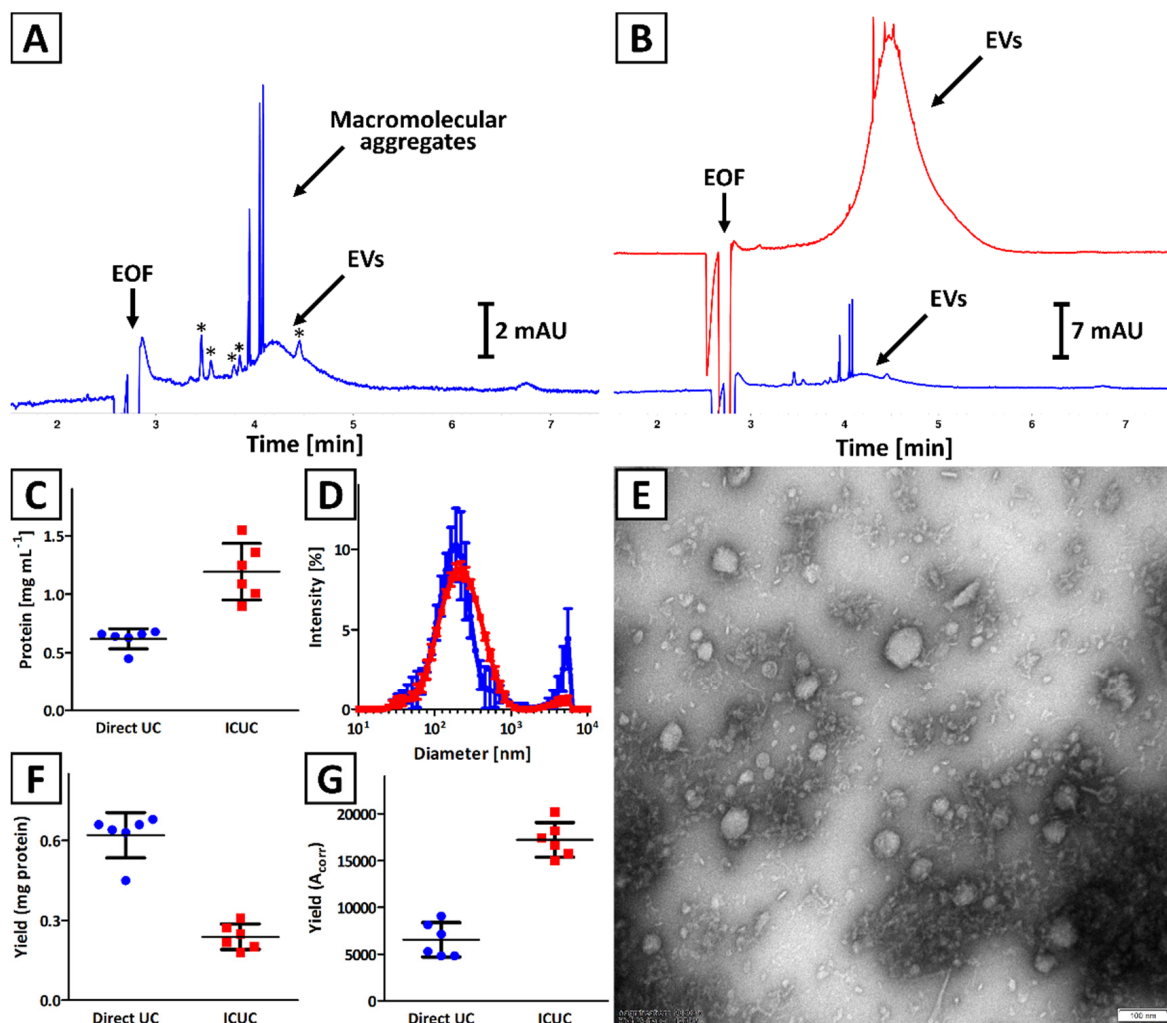 A
Macromolecular
aggregates
EVs
EOF
*
*
*
*
*
2 mAU
2
3
4
5
6
7
Time [min]
B
EVs
EOF
EVs
7 mAU
2
3
4
5
6
7
Time [min]
C
Protein [mg mL⁻¹]
1.5
1.0
0.5
0.0
Direct UC
ICUC
D
Intensity [%]
10
5
0
10¹
10²
10³
10⁴
Diameter [nm]
E
100 nm
F
Yield (mg protein)
0.6
0.3
0.0
Direct UC
ICUC
G
Yield (A_corr)
20000
15000
10000
5000
0
Direct UC
ICUC